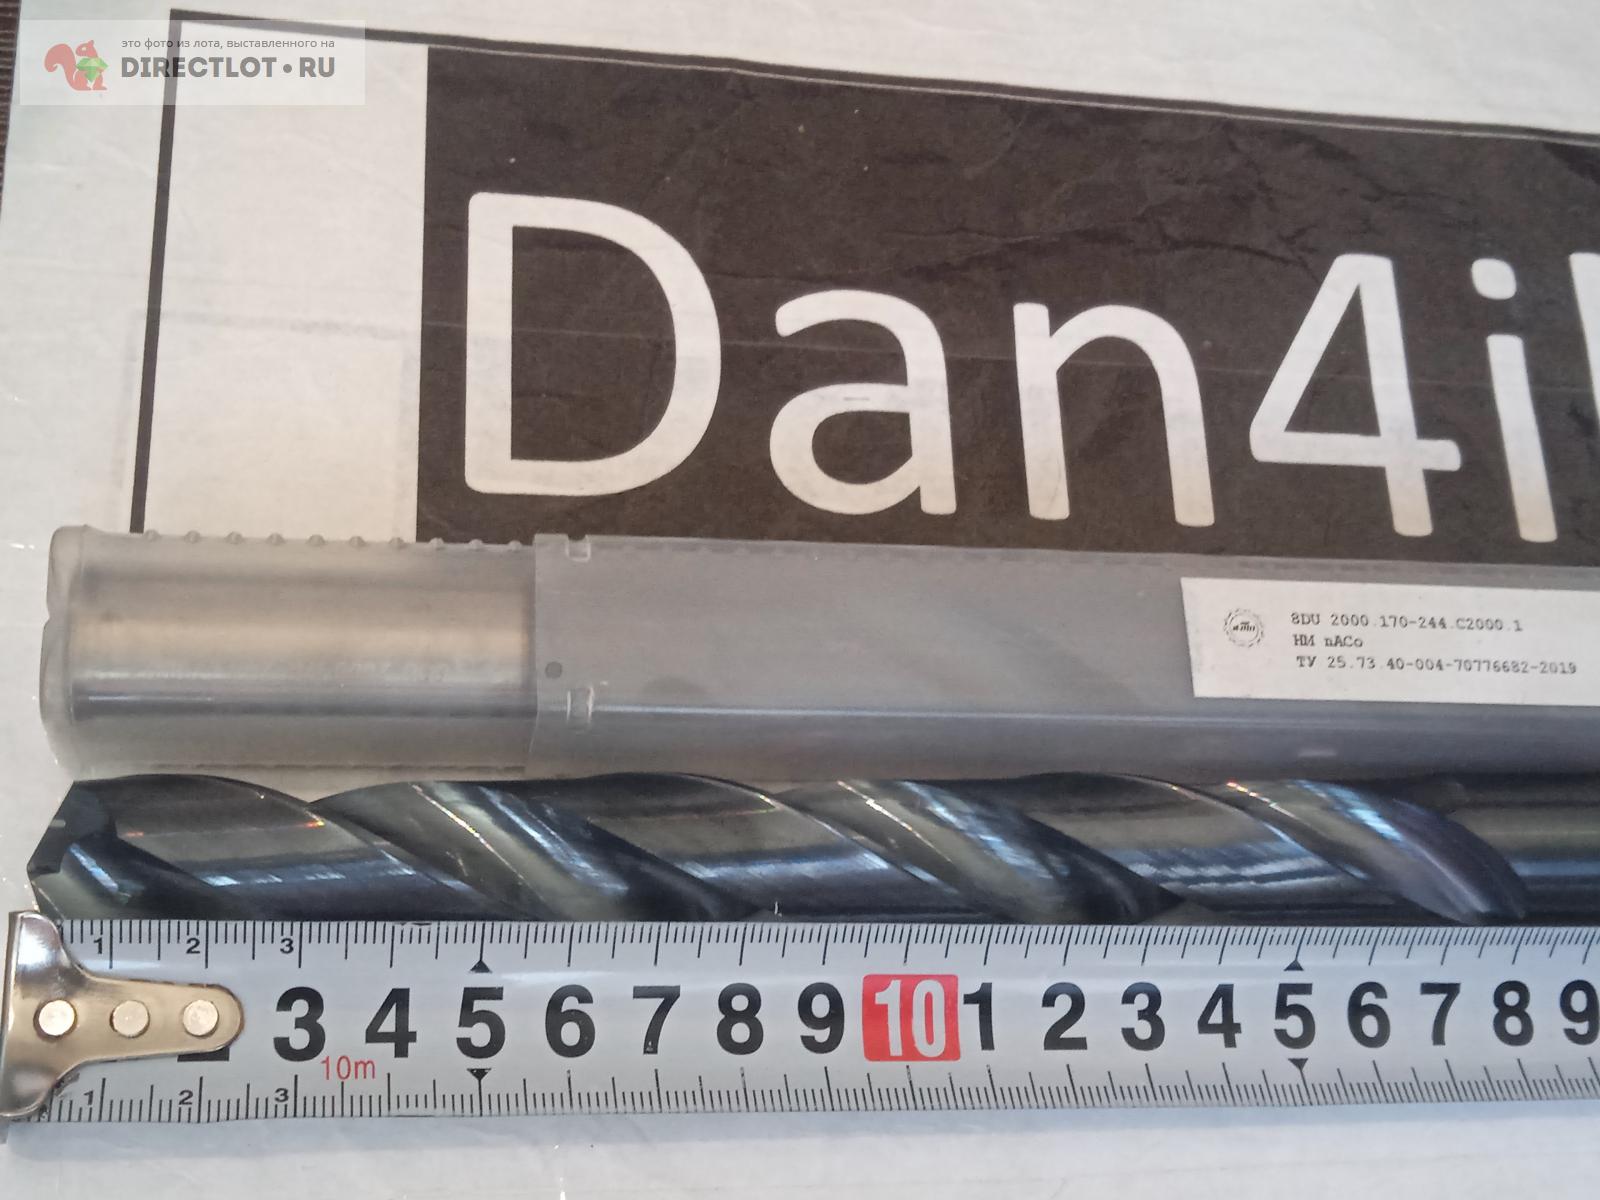 это фото из лота, выставленного на
DIRECTLOT.RU
Dan4i
8DU 2000.170-244.C2000.1
HM nACo
ТУ 25.73.40-004-70776682-2019
1 2 3
3 4 5 6 7 8 9 10 1 2 3 4 5 6 7 8 9
10m
1 2 3